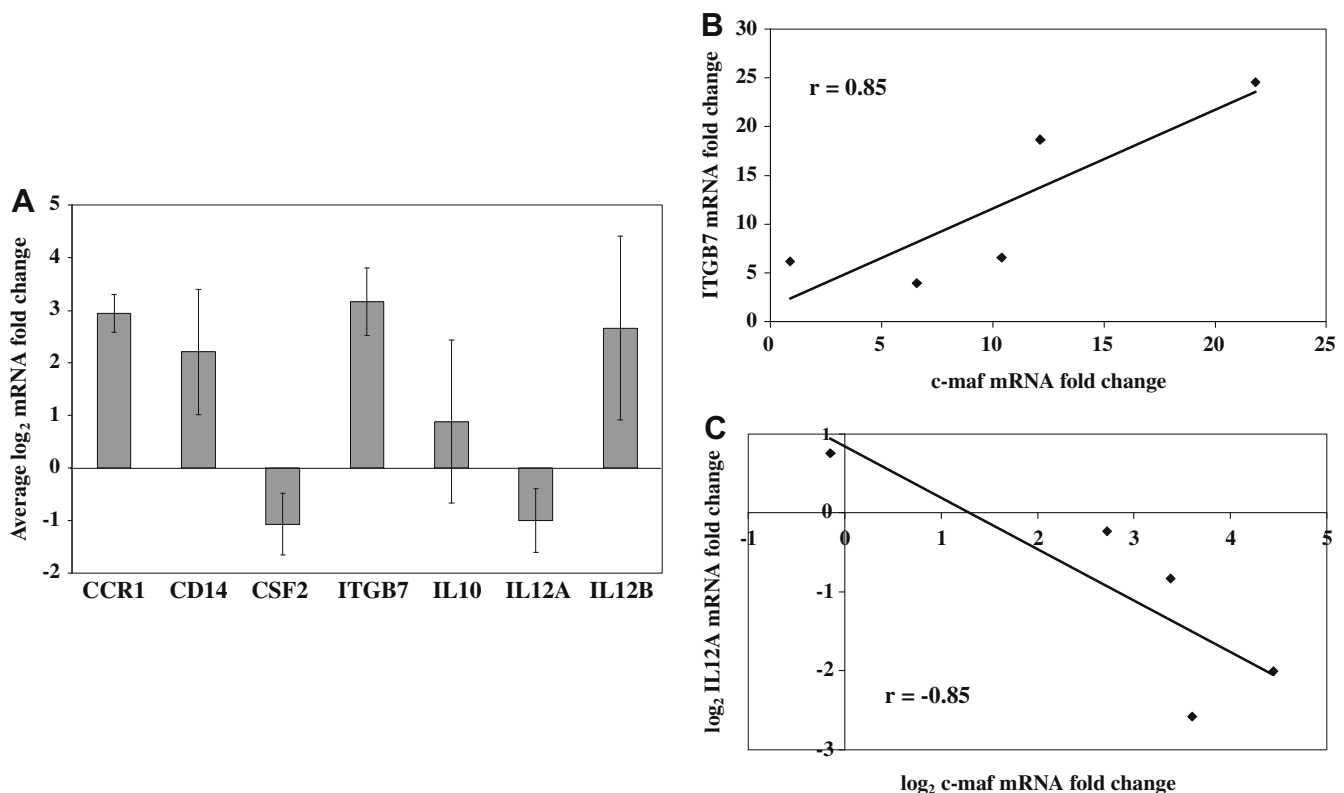 A
Average log₂ mRNA fold change
5
4
3
2
1
0
-1
-2
CCR1 CD14 CSF2 ITGB7 IL10 IL12A IL12B
B
ITGB7 mRNA fold change
30
25
20
15
10
5
0
r = 0.85
0 5 10 15 20 25
c-maf mRNA fold change
C
log₂ IL12A mRNA fold change
1
0
-1
-2
-3
-1 0 1 2 3 4 5
r = -0.85
log₂ c-maf mRNA fold change